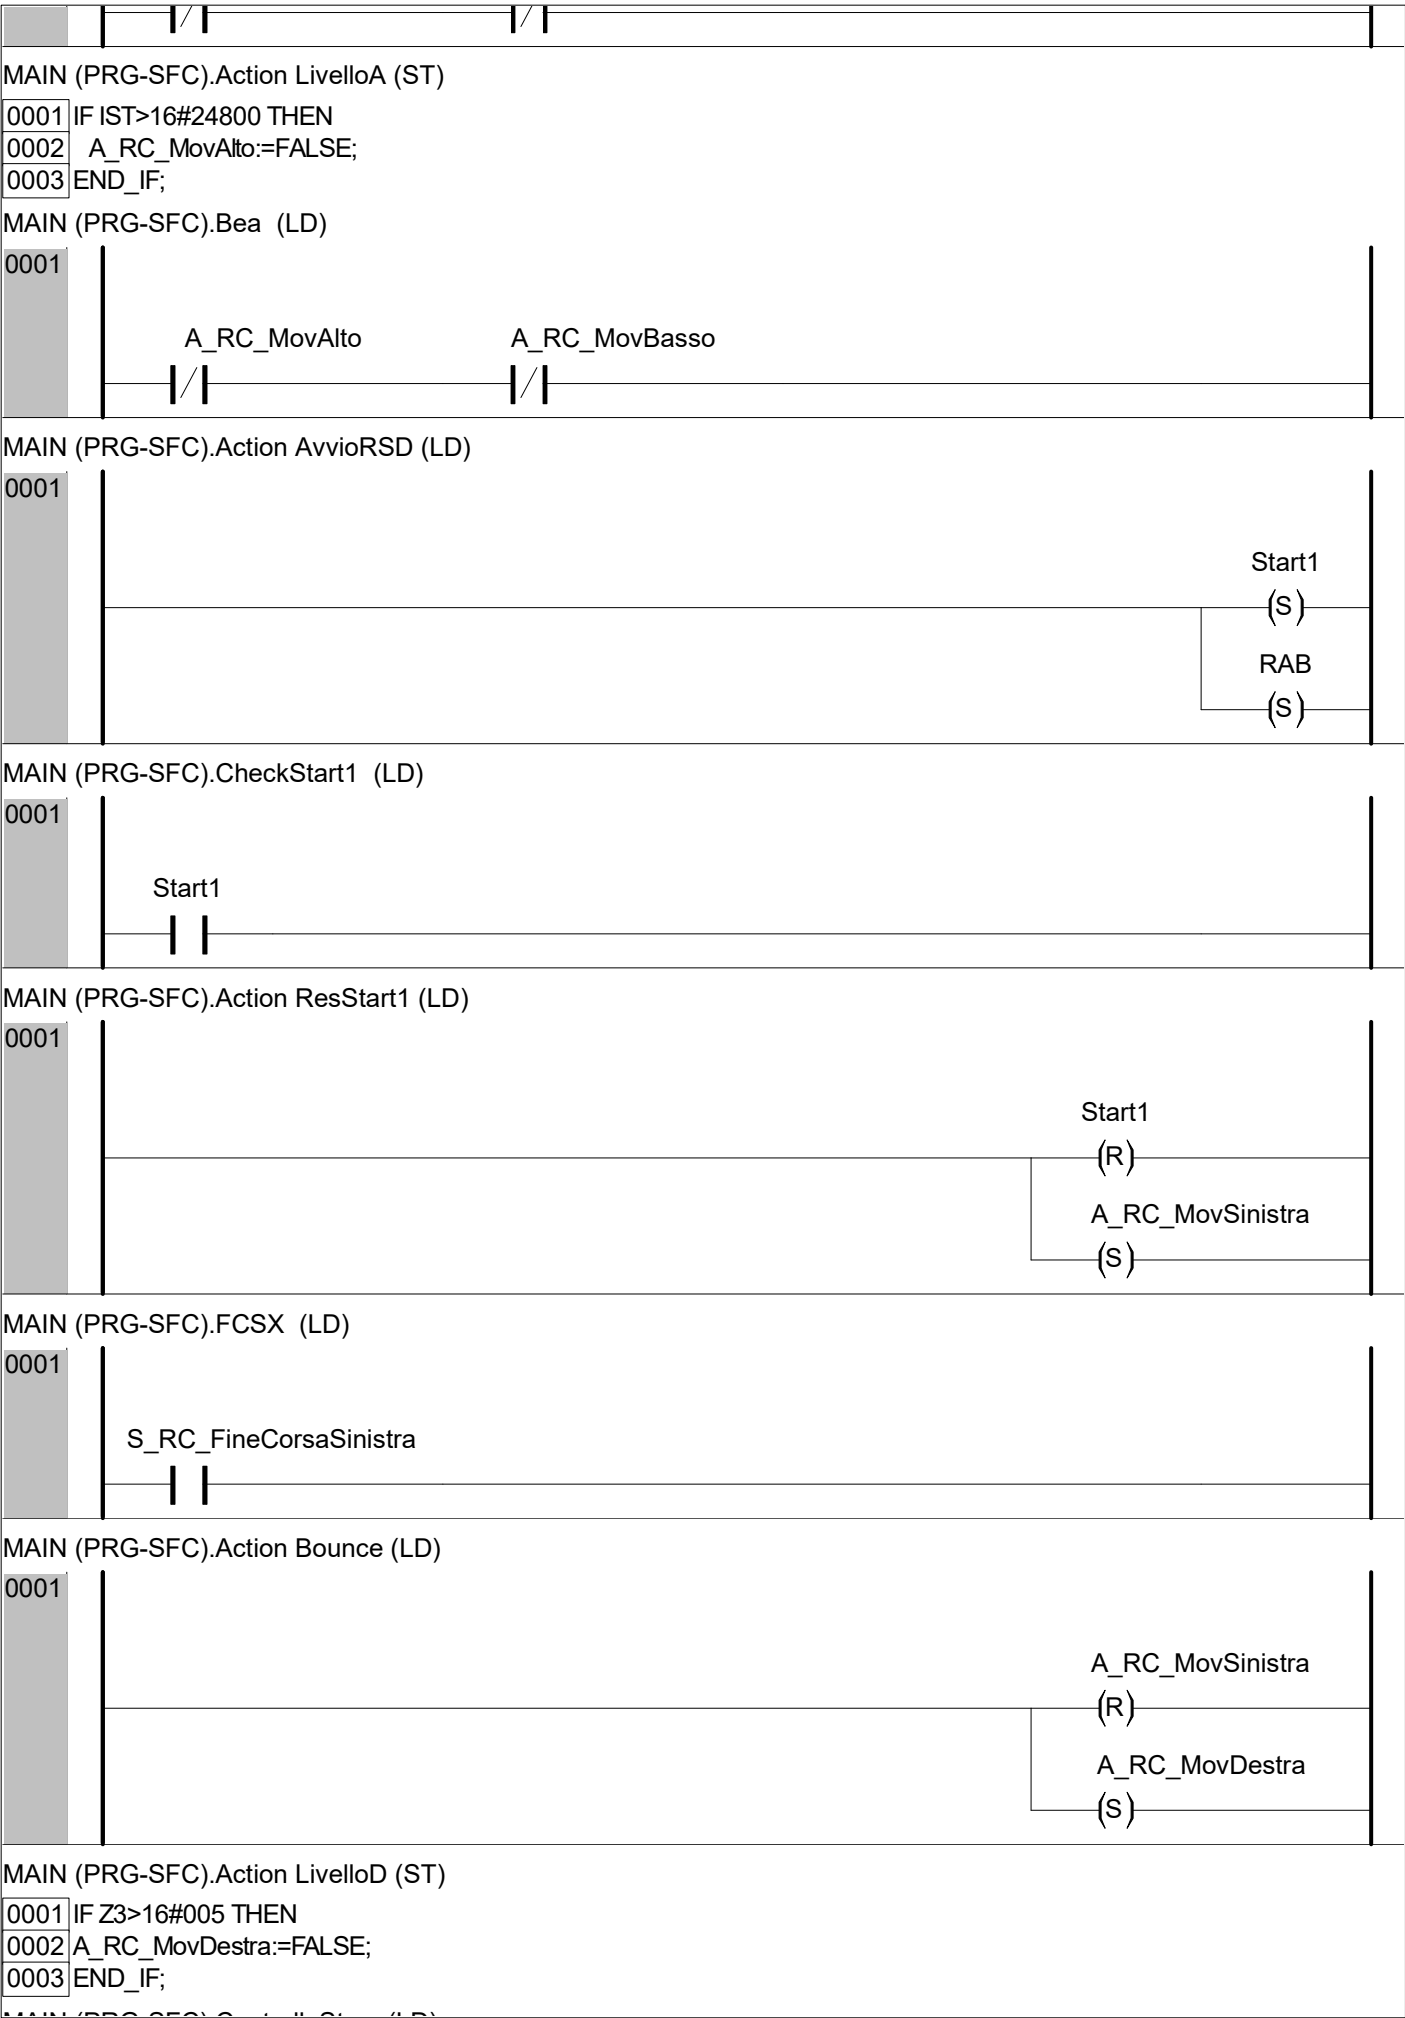 MAIN (PRG-SFC).Action LivelloA (ST)
0001 IF IST>16#24800 THEN
0002 A_RC_MovAlto:=FALSE;
0003 END_IF;
MAIN (PRG-SFC).Bea (LD)
0001
A_RC_MovAlto A_RC_MovBasso
MAIN (PRG-SFC).Action AvvioRSD (LD)
0001
Start1
(S)
RAB
(S)
MAIN (PRG-SFC).CheckStart1 (LD)
0001
Start1
MAIN (PRG-SFC).Action ResStart1 (LD)
0001
Start1
(R)
A_RC_MovSinistra
(S)
MAIN (PRG-SFC).FCSX (LD)
0001
S_RC_FineCorsaSinistra
MAIN (PRG-SFC).Action Bounce (LD)
0001
A_RC_MovSinistra
(R)
A_RC_MovDestra
(S)
MAIN (PRG-SFC).Action LivelloD (ST)
0001 IF Z3>16#005 THEN
0002 A_RC_MovDestra:=FALSE;
0003 END_IF;